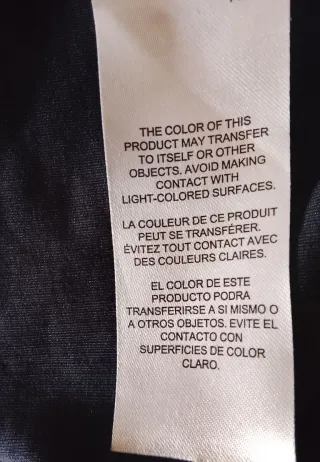 THE COLOR OF THIS
PRODUCT MAY TRANSFER
TO ITSELF OR OTHER
OBJECTS. AVOID MAKING
CONTACT WITH
LIGHT-COLORED SURFACES.
LA COULEUR DE CE PRODUIT
PEUT SE TRANSFÉRER.
ÉVITEZ TOUT CONTACT AVEC
DES COULEURS CLAIRES.
EL COLOR DE ESTE
PRODUCTO PODRA
TRANSFERIRSE A SI MISMO O
A OTROS OBJETOS. EVITE EL
CONTACTO CON
SUPERFICIES DE COLOR
CLARO.